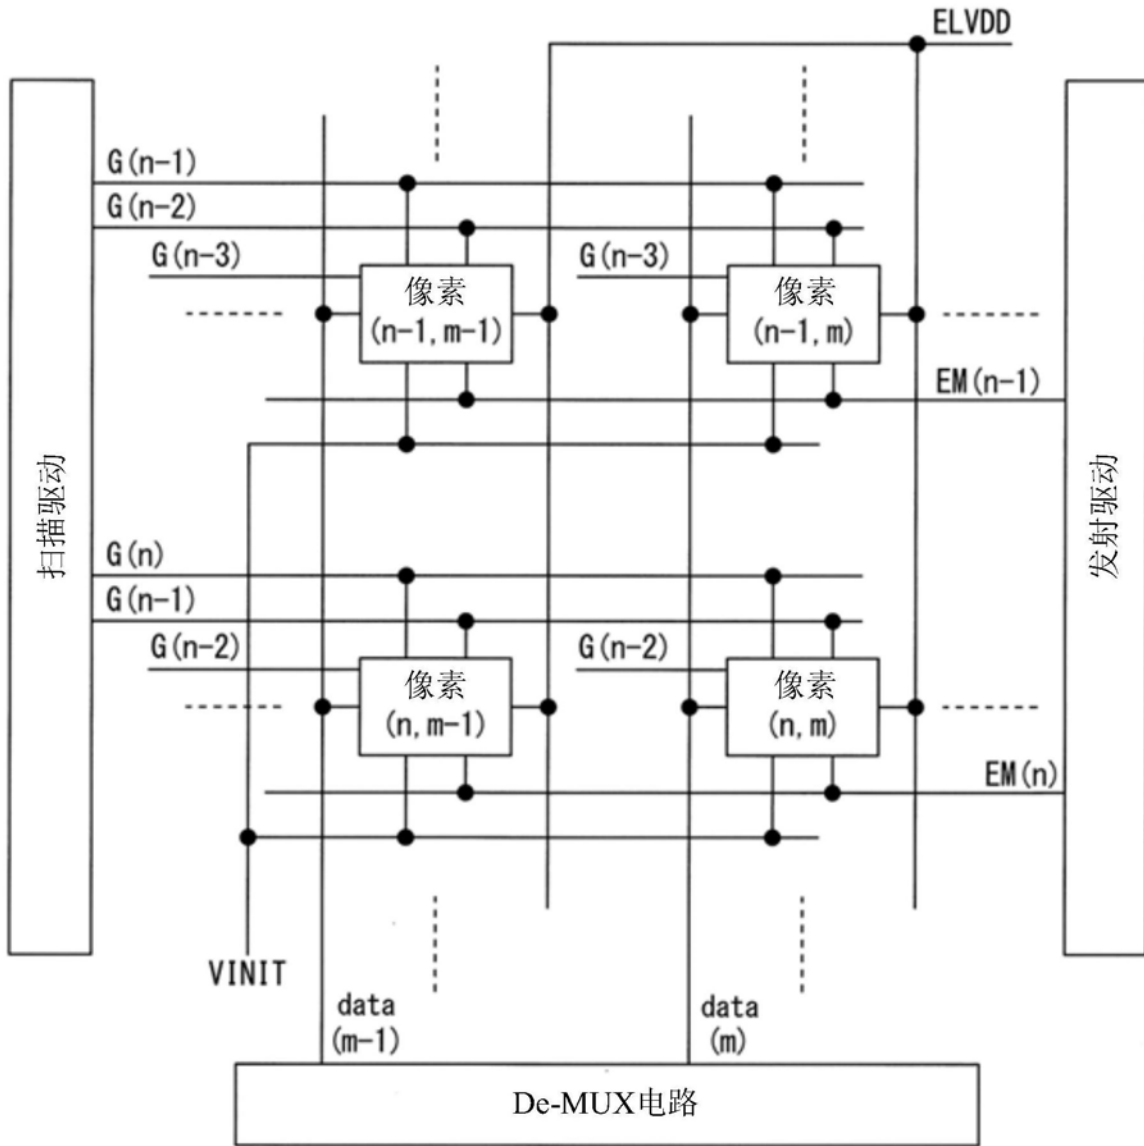 ELVDD
G(n-1)
G(n-2)
G(n-3)
G(n-3)
像素
(n-1,m-1)
像素
(n-1,m)
EM(n-1)
扫描驱动
发射驱动
G(n)
G(n-1)
G(n-2)
G(n-2)
像素
(n,m-1)
像素
(n,m)
EM(n)
VINIT
data
(m-1)
data
(m)
De-MUX电路